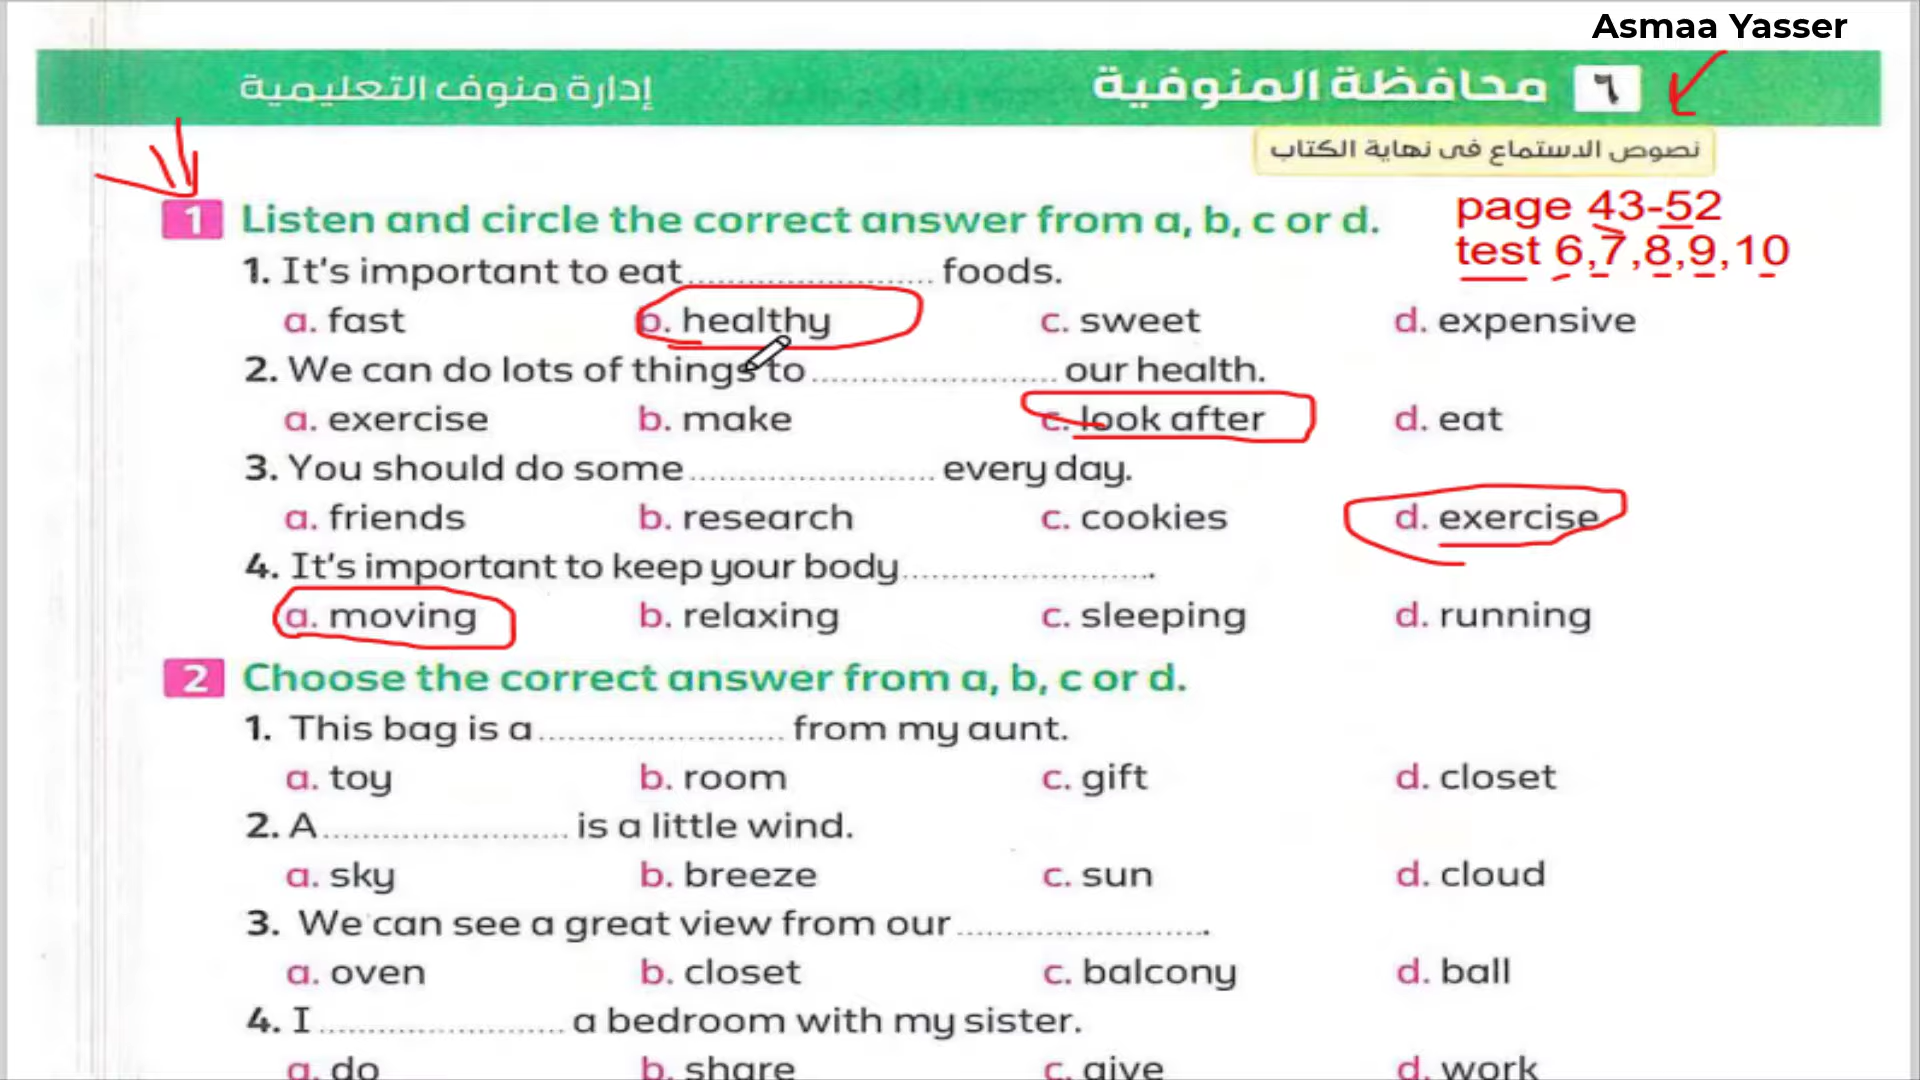 Asmaa Yasser
٦ محافظة المنوفية إدارة منوف التعليمية
نصوص الاستماع فى نهاية الكتاب
page 43-52
test 6,7,8,9,10
1 Listen and circle the correct answer from a, b, c or d.
1. It's important to eat........................ foods.
a. fast b. healthy c. sweet d. expensive
2. We can do lots of things to........................ our health.
a. exercise b. make c. look after d. eat
3. You should do some........................ every day.
a. friends b. research c. cookies d. exercise
4. It's important to keep your body.........................
a. moving b. relaxing c. sleeping d. running
2 Choose the correct answer from a, b, c or d.
1. This bag is a........................ from my aunt.
a. toy b. room c. gift d. closet
2. A........................ is a little wind.
a. sky b. breeze c. sun d. cloud
3. We can see a great view from our.........................
a. oven b. closet c. balcony d. ball
4. I........................ a bedroom with my sister.
a. do b. share c. give d. work